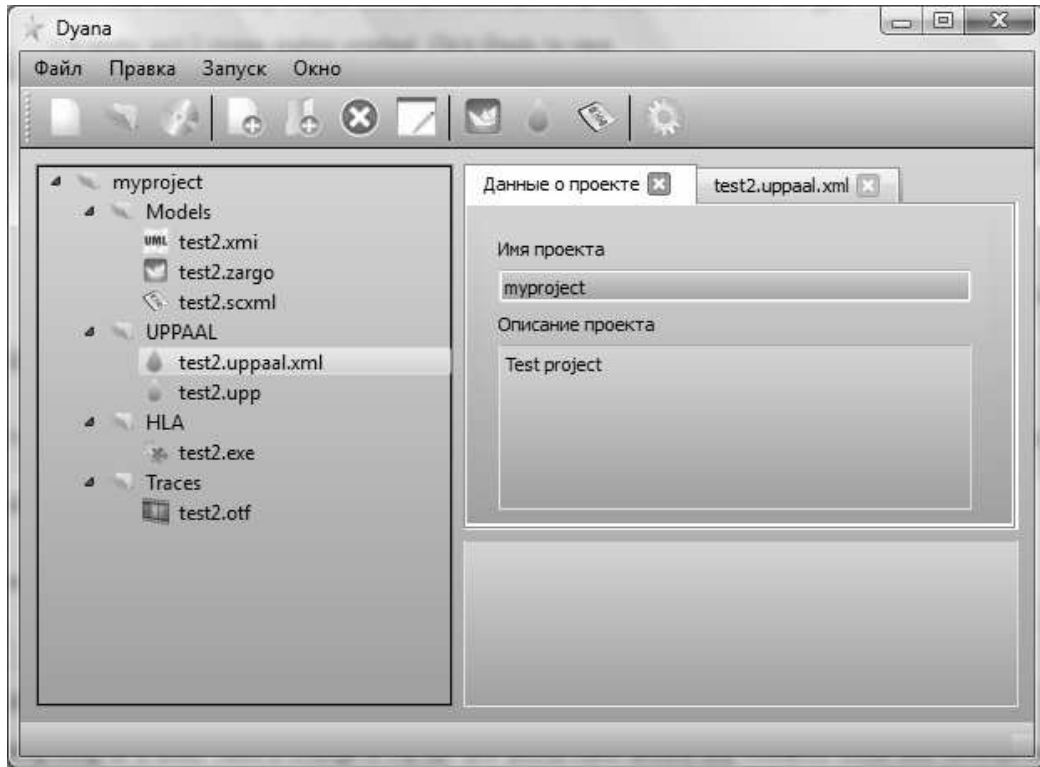 Dyana
Файл Правка Запуск Окно
myproject
Models
UML test2.xmi
test2.zargo
test2.scxml
UPPAAL
test2.uppaal.xml
test2.upp
HLA
test2.exe
Traces
test2.otf
Данные о проекте test2.uppaal.xml
Имя проекта
myproject
Описание проекта
Test project